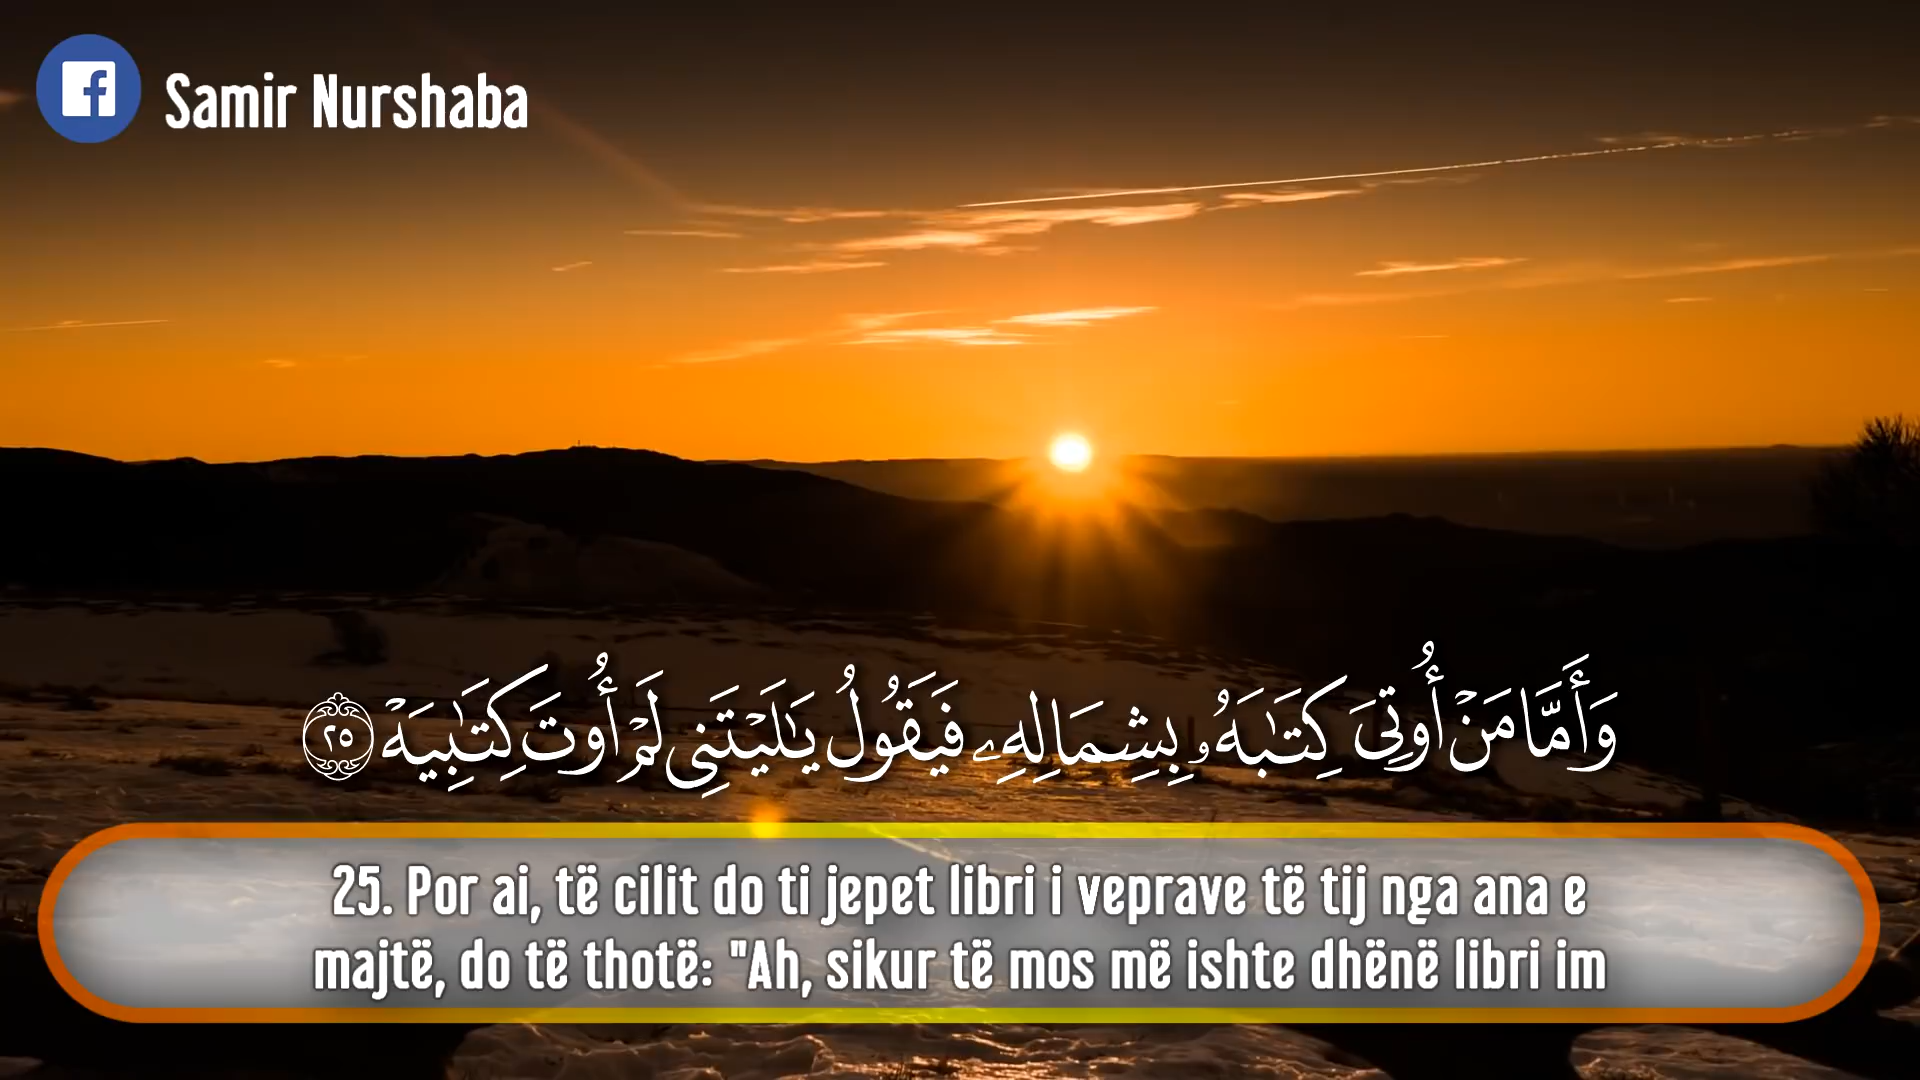 Samir Nurshaba
وَأَمَّا مَنْ أُوتِىَ كِتَٰبَهُۥ بِشِمَالِهِۦ فَيَقُولُ يَٰلَيْتَنِى لَمْ أُوتَ كِتَٰبِيَهْ ٢٥
25. Por ai, të cilit do ti jepet libri i veprave të tij nga ana e
majtë, do të thotë: "Ah, sikur të mos më ishte dhënë libri im